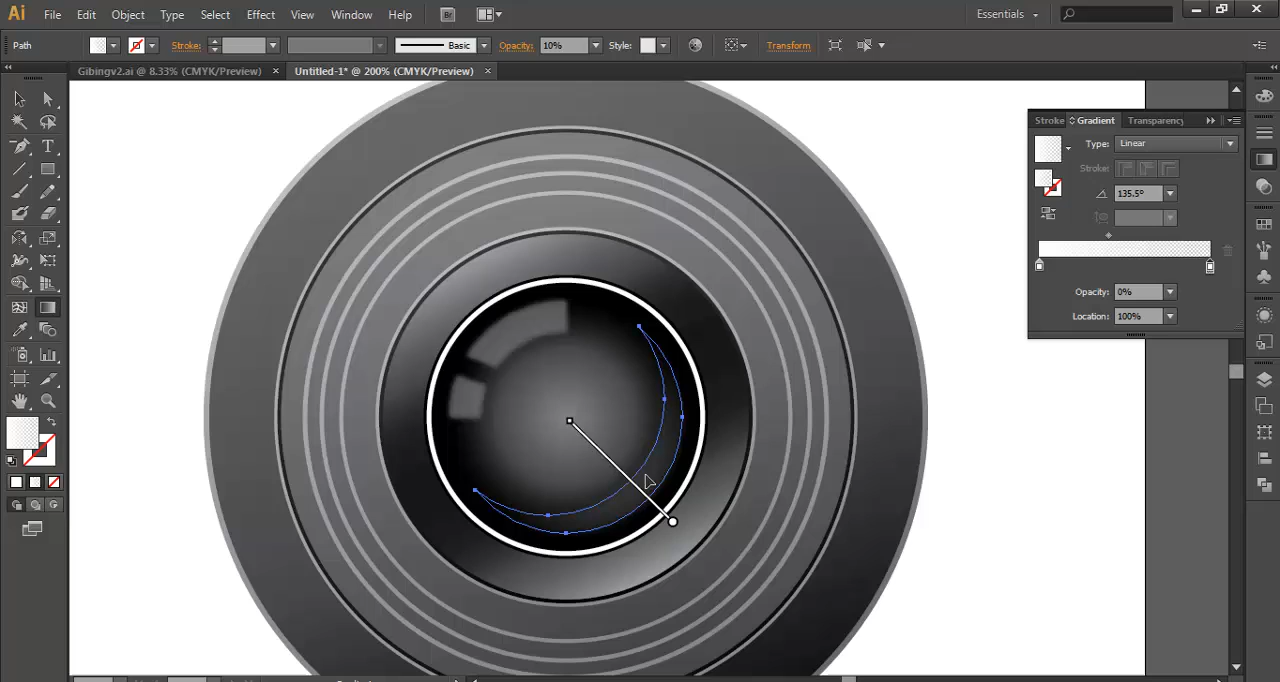 Ai File Edit Object Type Select Effect View Window Help Br Essentials
Path Stroke: Basic Opacity: 10% Style: Transform
Gibingv2.ai @ 8.33% (CMYK/Preview) × Untitled-1* @ 200% (CMYK/Preview) ×
Stroke Gradient Transparency
Type: Linear
Stroke:
135.5°
Opacity: 0%
Location: 100%